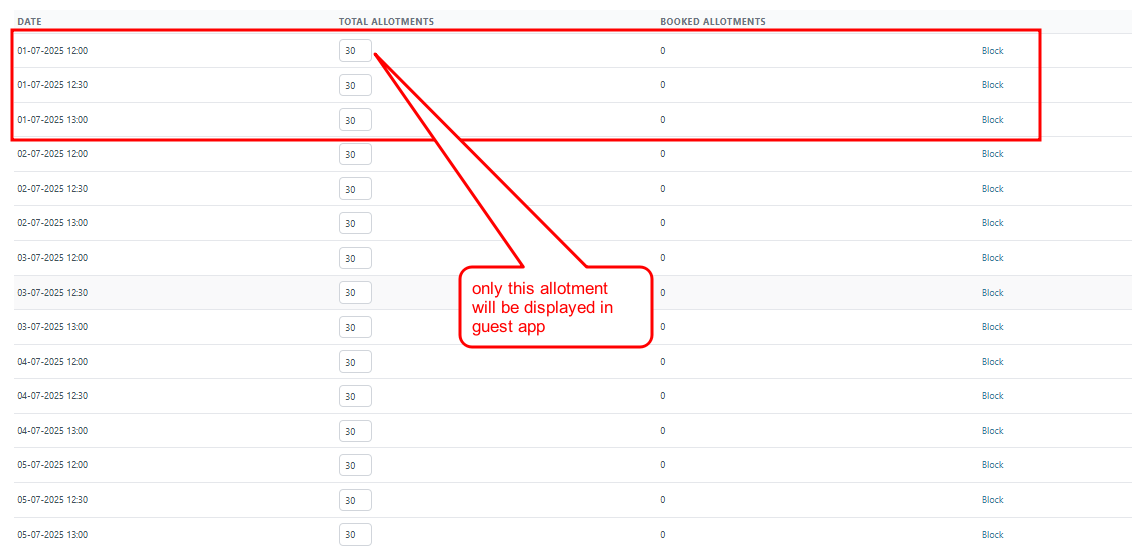 DATE TOTAL ALLOTMENTS BOOKED ALLOTMENTS
01-07-2025 12:00 30 0 Block
01-07-2025 12:30 30 0 Block
01-07-2025 13:00 30 0 Block
02-07-2025 12:00 30 0 Block
02-07-2025 12:30 30 0 Block
02-07-2025 13:00 30 0 Block
03-07-2025 12:00 30 0 Block
only this allotment
will be displayed in
guest app
03-07-2025 12:30 30 0 Block
03-07-2025 13:00 30 0 Block
04-07-2025 12:00 30 0 Block
04-07-2025 12:30 30 0 Block
04-07-2025 13:00 30 0 Block
05-07-2025 12:00 30 0 Block
05-07-2025 12:30 30 0 Block
05-07-2025 13:00 30 0 Block